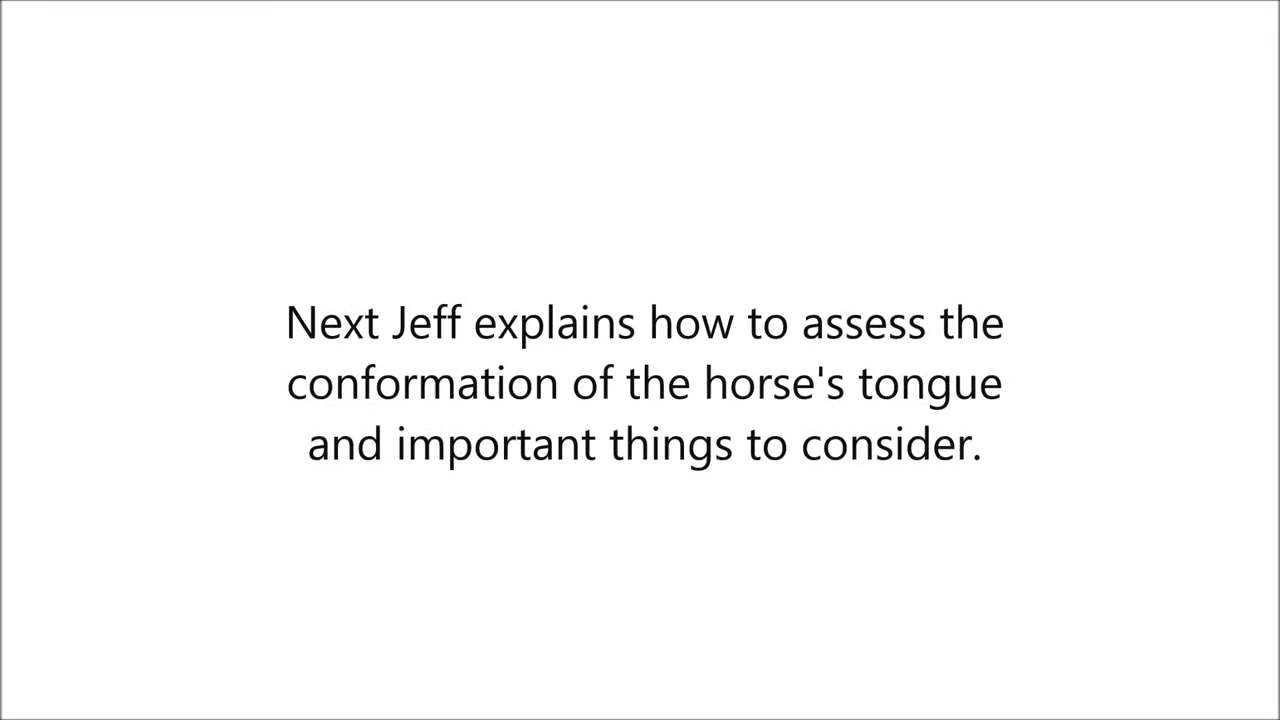 Next Jeff explains how to assess the
conformation of the horse's tongue
and important things to consider.